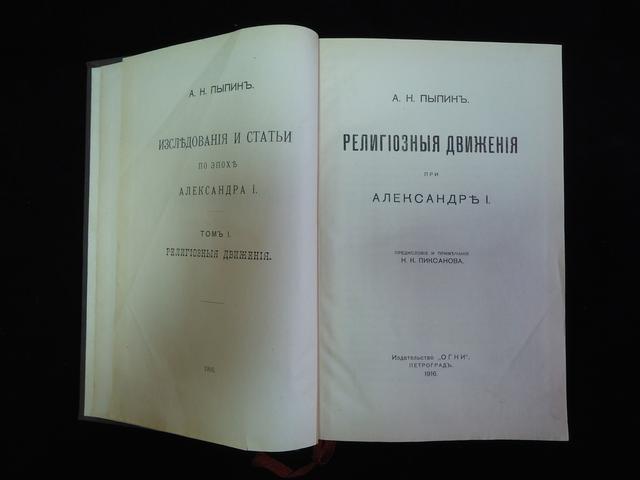 А. Н. ПЫПИНЪ.
ИЗСЛѢДОВАНІЯ И СТАТЬИ
ПО ЭПОХѢ
АЛЕКСАНДРА I.
ТОМЪ I.
РЕЛИГІОЗНЫЯ ДВИЖЕНІЯ.
1916.
А. Н. ПЫПИНЪ.
РЕЛИГІОЗНЫЯ ДВИЖЕНІЯ
ПРИ
АЛЕКСАНДРѢ I.
ПРЕДИСЛОВІЕ И ПРИМѢЧАНІЯ
Н. К. ПИКСАНОВА.
Издательство „ОГНИ".
ПЕТРОГРАДЪ.
1916.